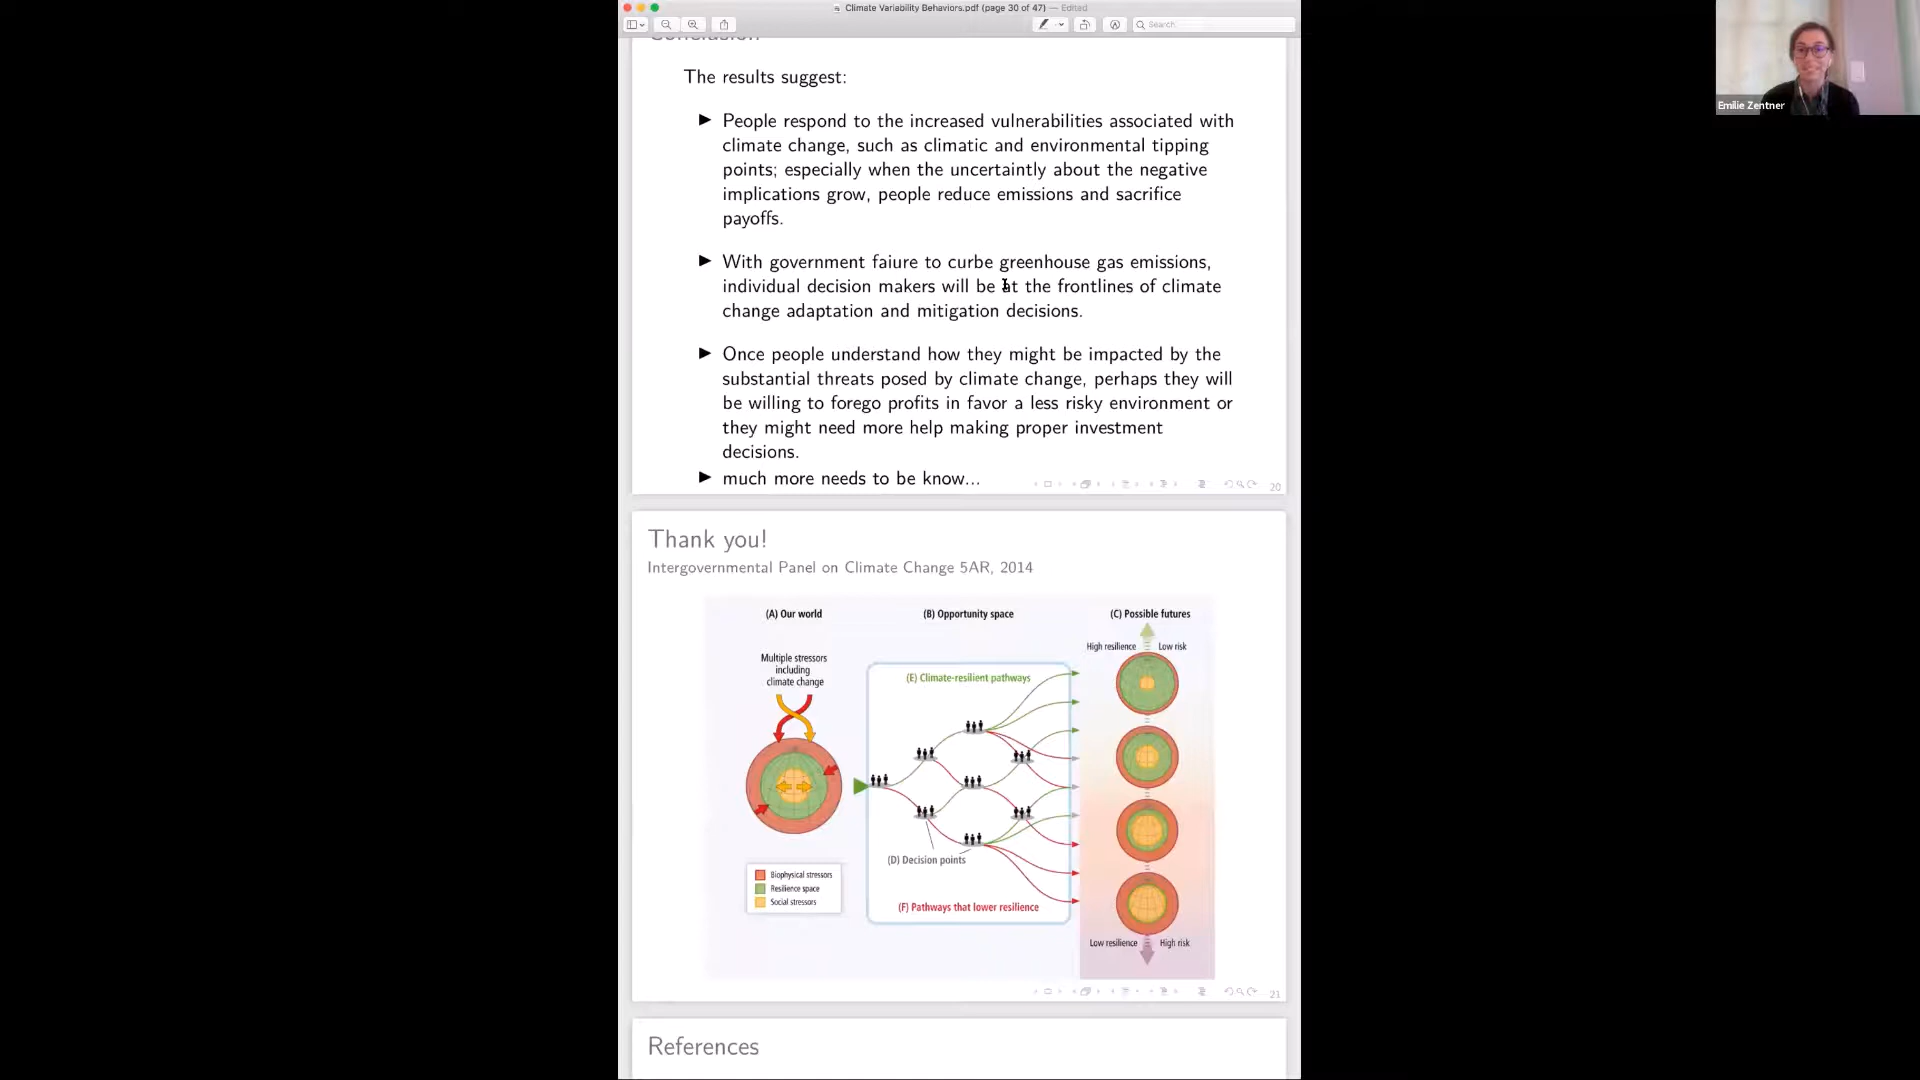 Climate Variability Behaviors.pdf (page 30 of 47) — Edited
Search
Conclusion
Emilie Zentner
The results suggest:
People respond to the increased vulnerabilities associated with
climate change, such as climatic and environmental tipping
points; especially when the uncertaintly about the negative
implications grow, people reduce emissions and sacrifice
payoffs.
With government faiure to curbe greenhouse gas emissions,
individual decision makers will be at the frontlines of climate
change adaptation and mitigation decisions.
Once people understand how they might be impacted by the
substantial threats posed by climate change, perhaps they will
be willing to forego profits in favor a less risky environment or
they might need more help making proper investment
decisions.
much more needs to be know...
20
Thank you!
Intergovernmental Panel on Climate Change 5AR, 2014
(A) Our world
(B) Opportunity space
(C) Possible futures
Multiple stressors
including
climate change
High resilience
Low risk
(E) Climate-resilient pathways
(D) Decision points
Biophysical stressors
Resilience space
Social stressors
(F) Pathways that lower resilience
Low resilience
High risk
21
References